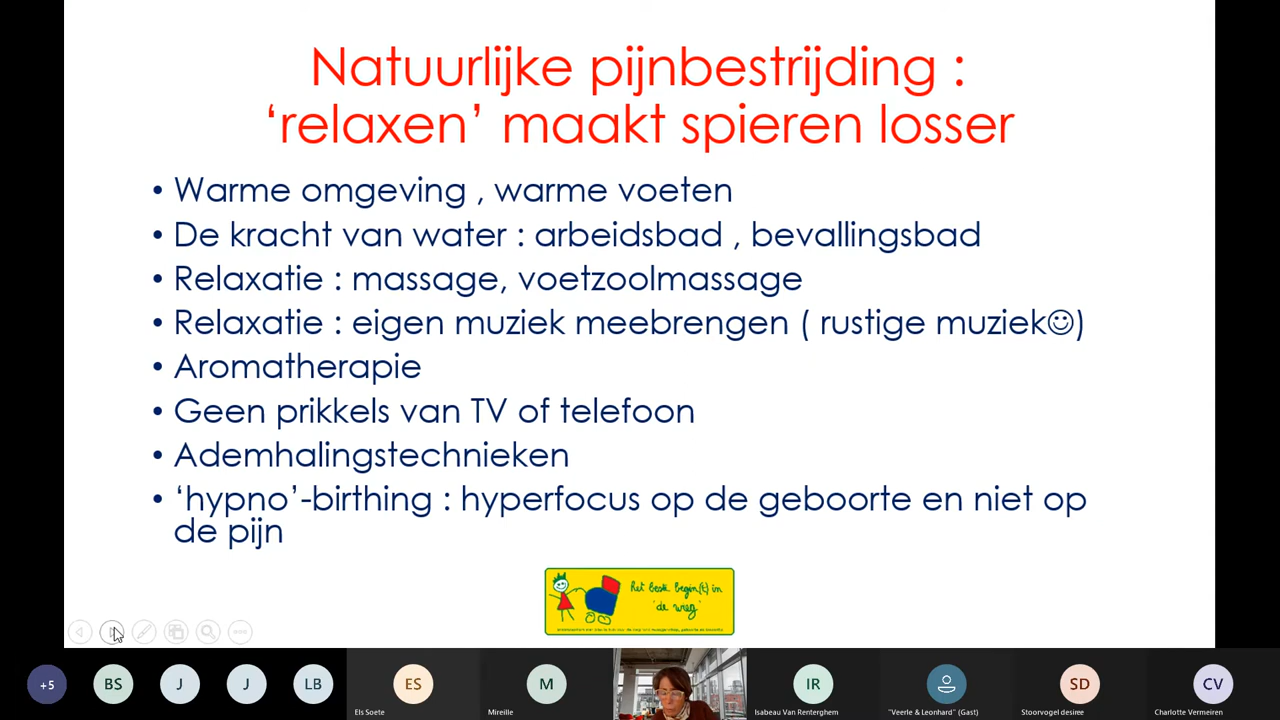 Natuurlijke pijnbestrijding :
‘relaxen’ maakt spieren losser
• Warme omgeving , warme voeten
• De kracht van water : arbeidsbad , bevallingsbad
• Relaxatie : massage, voetzoolmassage
• Relaxatie : eigen muziek meebrengen ( rustige muziek☺)
• Aromatherapie
• Geen prikkels van TV of telefoon
• Ademhalingstechnieken
• ‘hypno’-birthing : hyperfocus op de geboorte en niet op
de pijn
het beste begin(t) in
'de wieg'
+5
BS
J
J
LB
ES
M
IR
SD
CV
Els Soete
Mireille
Isabeau Van Renterghem
"Veerle & Leonhard" (Gast)
Stoorvogel desiree
Charlotte Vermeiren